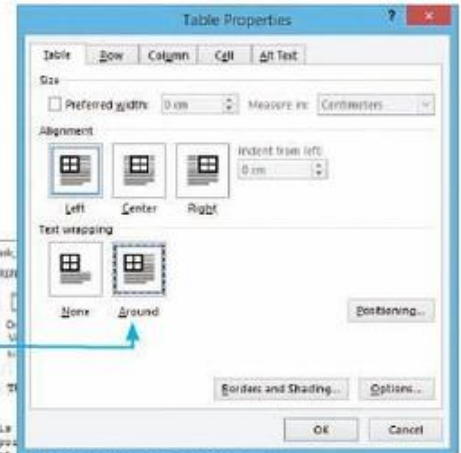 Table Properties ?
Table Row Column Cell Alt Text
Size
Preferred width: 0 cm Measure in: Centimeters
Alignment
Indent from left:
0 cm
Left Center Right
Text wrapping
None Around
Positioning...
Borders and Shading... Options...
OK Cancel